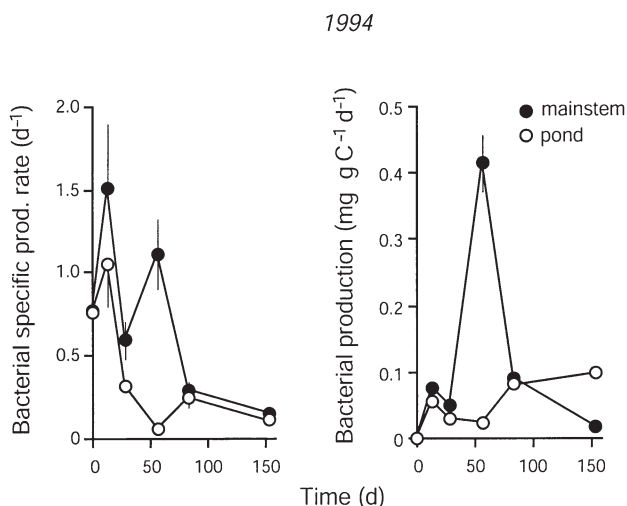 1994
Bacterial specific prod. rate (d⁻¹)
2.0
1.5
1.0
0.5
0
0 50 100 150
Bacterial production (mg g C⁻¹ d⁻¹)
0.5
0.4
0.3
0.2
0.1
0
0 50 100 150
mainstem
pond
Time (d)